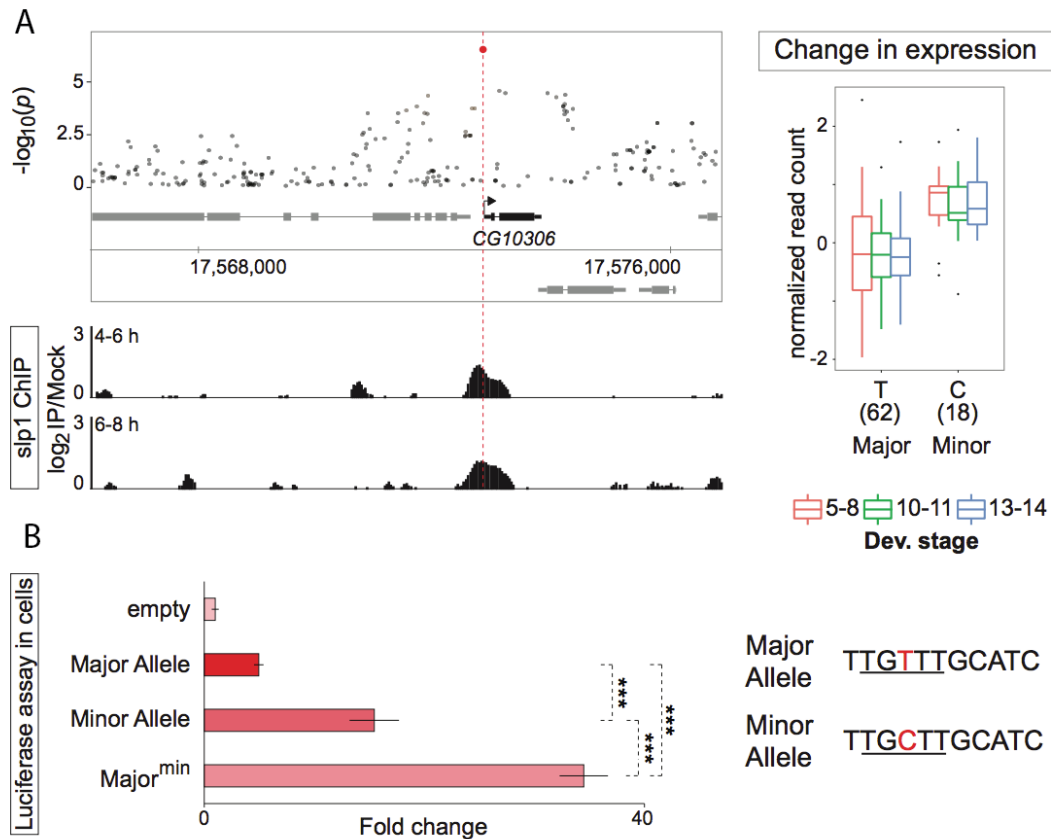 A
Change in expression
-log10(p)
5
2.5
0
CG10306
17,568,000
17,576,000
normalized read count
2
0
-2
T
C
(62)
(18)
Major
Minor
slp1 ChIP
log2 IP/Mock
3
4-6 h
0
3
6-8 h
0
5-8
10-11
13-14
Dev. stage
B
Luciferase assay in cells
empty
Major Allele
Minor Allele
Majormin
***
***
***
0
40
Fold change
Major
Allele
TTGTTTGCATC
Minor
Allele
TTGCTTGCATC